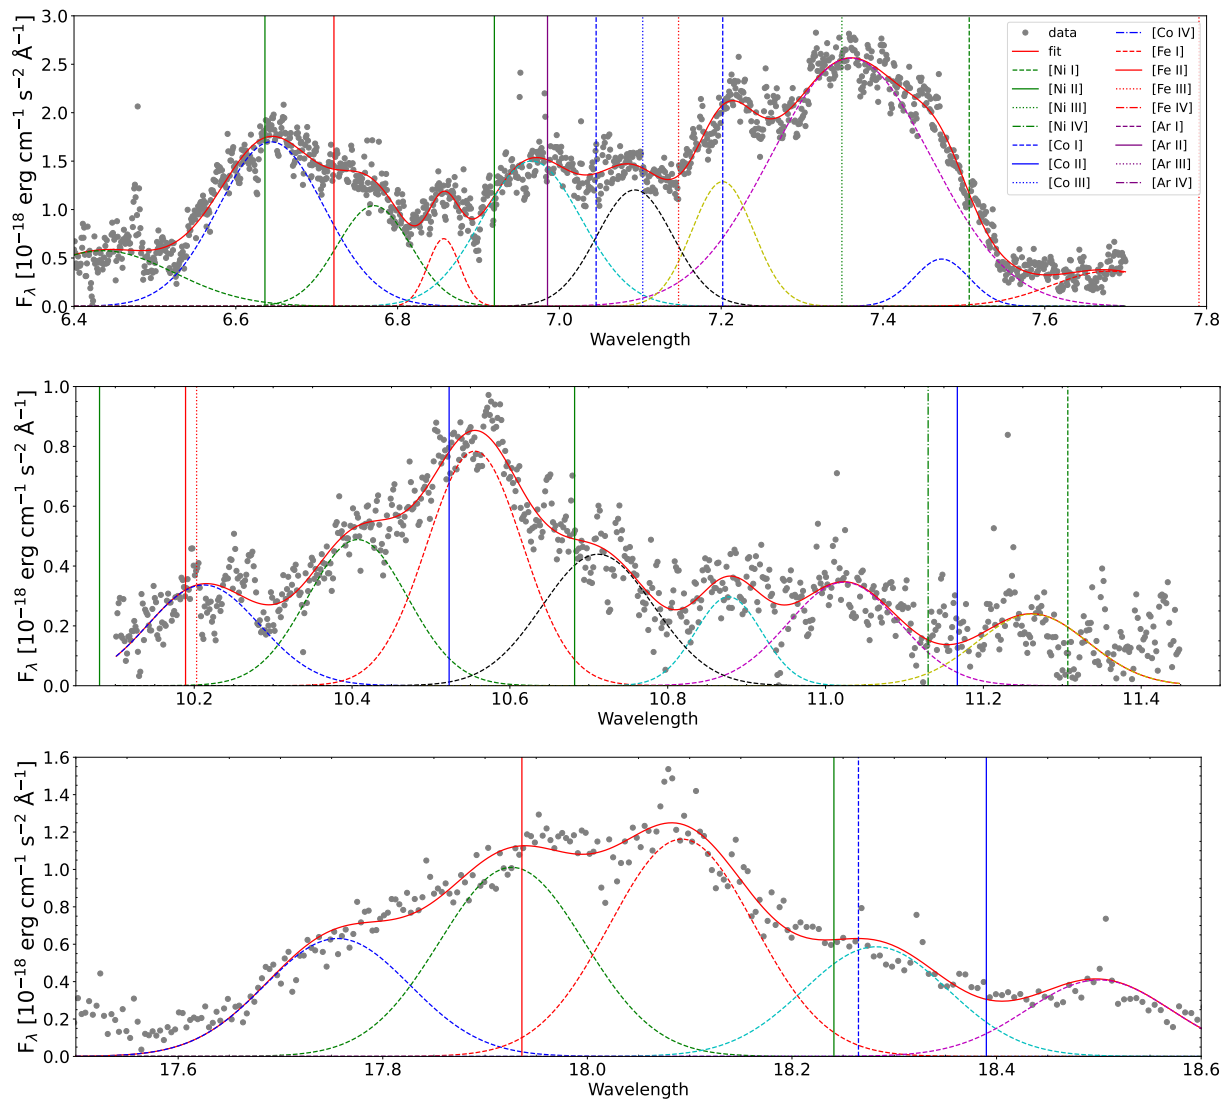 3.0
2.5
2.0
1.5
1.0
0.5
0.0
F_λ [10⁻¹⁸ erg cm⁻¹ s⁻² Å⁻¹]
data
fit
[Ni I]
[Ni II]
[Ni III]
[Ni IV]
[Co I]
[Co II]
[Co III]
[Co IV]
[Fe I]
[Fe II]
[Fe III]
[Fe IV]
[Ar I]
[Ar II]
[Ar III]
[Ar IV]
6.4 6.6 6.8 7.0 7.2 7.4 7.6 7.8
Wavelength
1.0
0.8
0.6
0.4
0.2
0.0
F_λ [10⁻¹⁸ erg cm⁻¹ s⁻² Å⁻¹]
10.2 10.4 10.6 10.8 11.0 11.2 11.4
Wavelength
1.6
1.4
1.2
1.0
0.8
0.6
0.4
0.2
0.0
F_λ [10⁻¹⁸ erg cm⁻¹ s⁻² Å⁻¹]
17.6 17.8 18.0 18.2 18.4 18.6
Wavelength